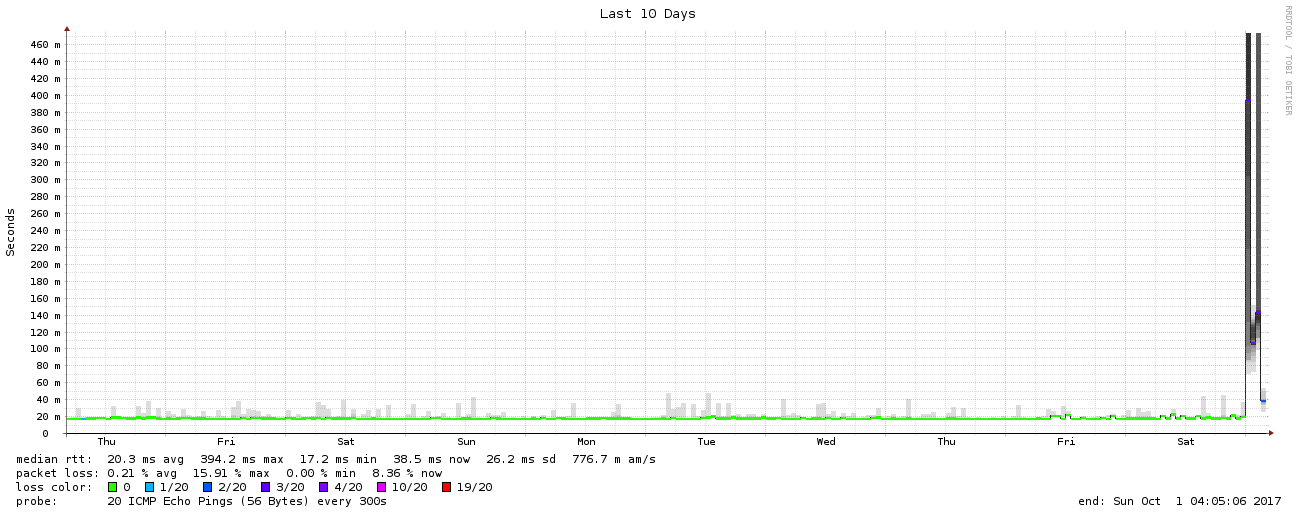 Last 10 Days
RRDTOOL / TOBI OETIKER
Seconds
460 m
440 m
420 m
400 m
380 m
360 m
340 m
320 m
300 m
280 m
260 m
240 m
220 m
200 m
180 m
160 m
140 m
120 m
100 m
80 m
60 m
40 m
20 m
0
Thu Fri Sat Sun Mon Tue Wed Thu Fri Sat
median rtt: 20.3 ms avg 394.2 ms max 17.2 ms min 38.5 ms now 26.2 ms sd 776.7 m am/s
packet loss: 0.21 % avg 15.91 % max 0.00 % min 8.36 % now
loss color: 0 1/20 2/20 3/20 4/20 10/20 19/20
probe: 20 ICMP Echo Pings (56 Bytes) every 300s end: Sun Oct 1 04:05:06 2017